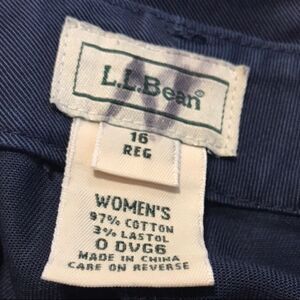 L.L.Bean®
16
REG
WOMEN'S
97% COTTON
3% LASTOL
0 DVG6
MADE IN CHINA
CARE ON REVERSE